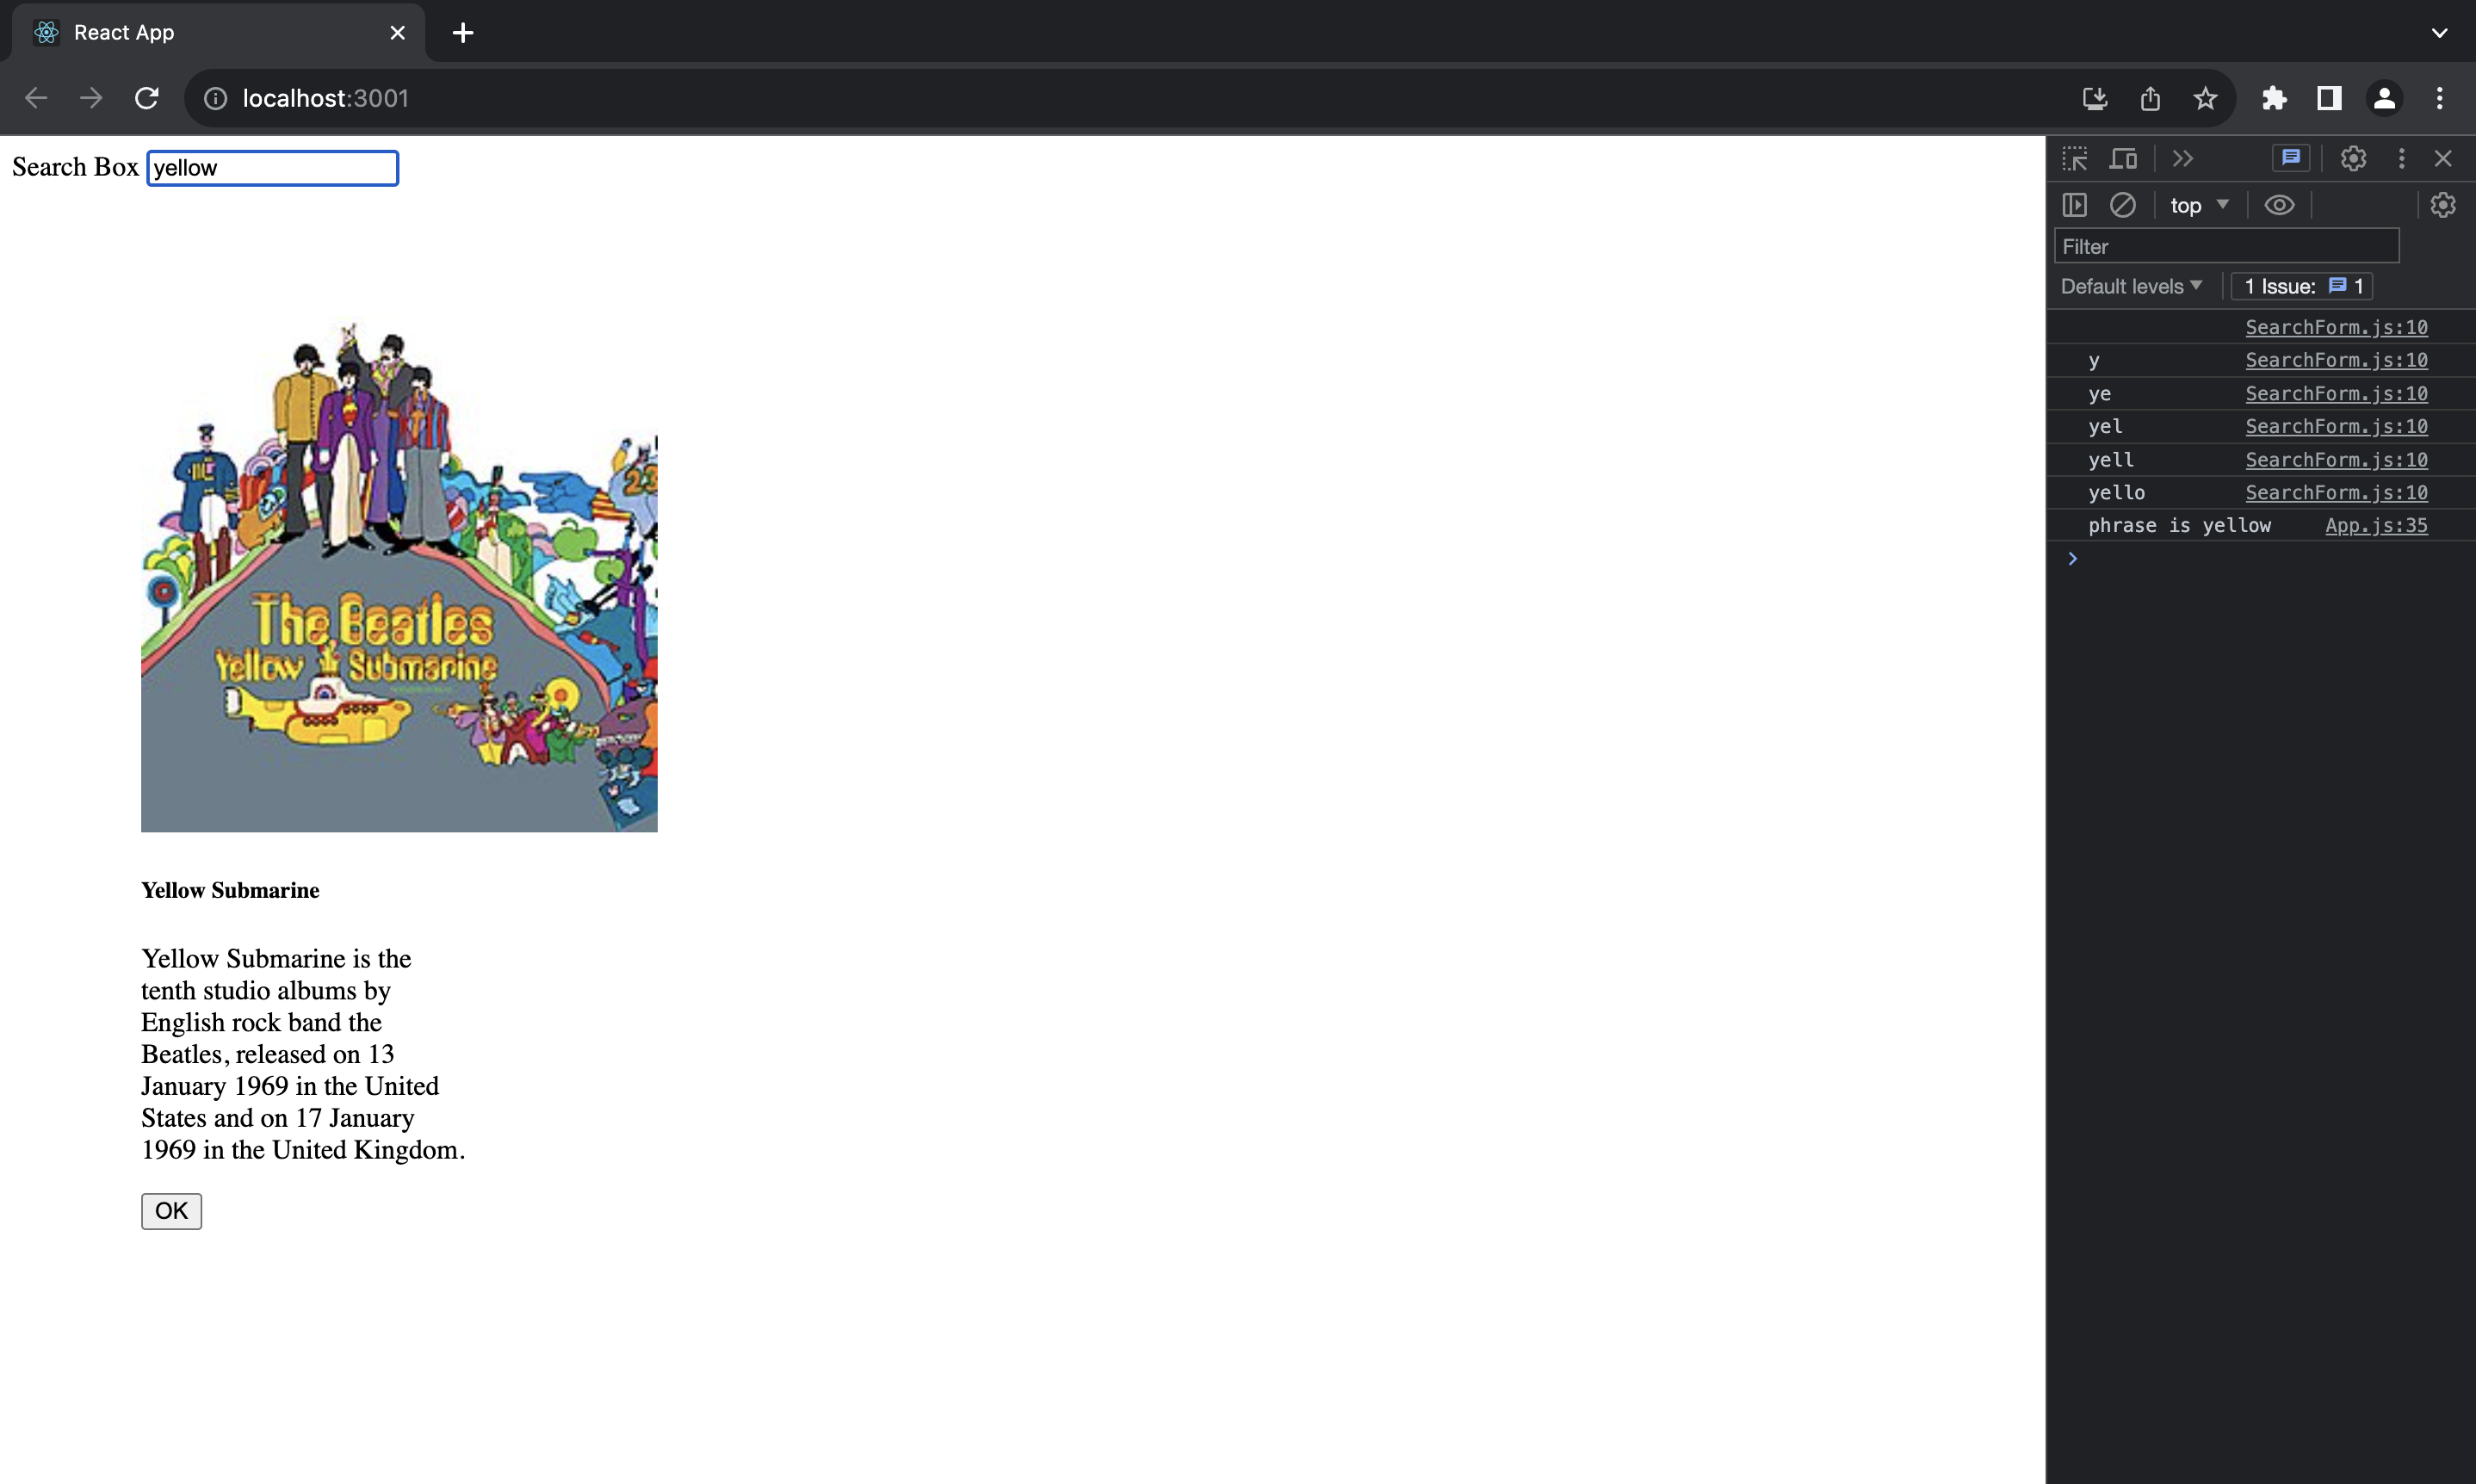 React App
localhost:3001
Search Box yellow
The Beatles
Yellow Submarine
Yellow Submarine
Yellow Submarine is the
tenth studio albums by
English rock band the
Beatles, released on 13
January 1969 in the United
States and on 17 January
1969 in the United Kingdom.
OK
top
Filter
Default levels 1 Issue: 1
SearchForm.js:10
y SearchForm.js:10
ye SearchForm.js:10
yel SearchForm.js:10
yell SearchForm.js:10
yello SearchForm.js:10
phrase is yellow App.js:35